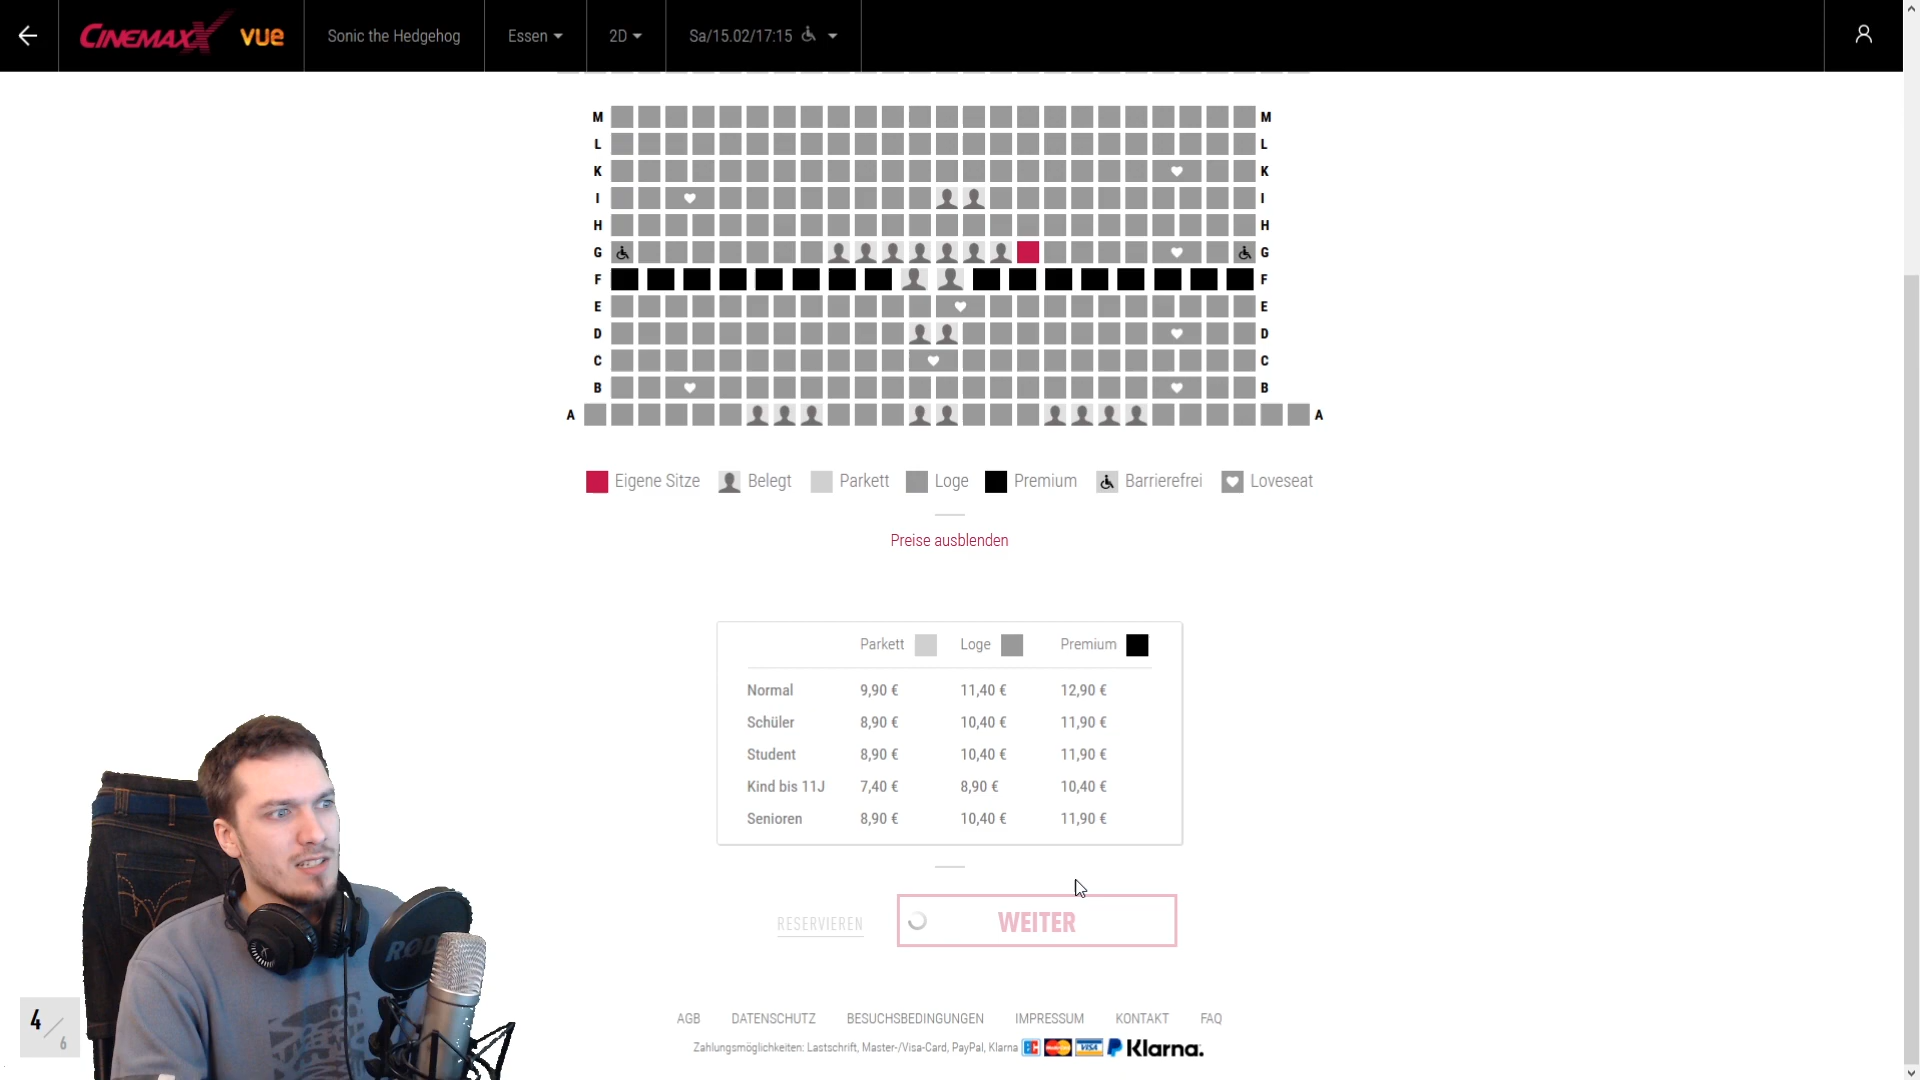 CINEMAXX vue Sonic the Hedgehog Essen 2D Sa/15.02/17:15
M M
L L
K K
I I
H H
G G
F F
E E
D D
C C
B B
A A
Eigene Sitze Belegt Parkett Loge Premium Barrierefrei Loveseat
Preise ausblenden
Parkett Loge Premium
Normal 9,90 € 11,40 € 12,90 €
Schüler 8,90 € 10,40 € 11,90 €
Student 8,90 € 10,40 € 11,90 €
Kind bis 11J 7,40 € 8,90 € 10,40 €
Senioren 8,90 € 10,40 € 11,90 €
RESERVIEREN WEITER
RØDE
4/6
AGB DATENSCHUTZ BESUCHSBEDINGUNGEN IMPRESSUM KONTAKT FAQ
Zahlungsmöglichkeiten: Lastschrift, Master-/Visa-Card, PayPal, Klarna EC MasterCard VISA Klarna.